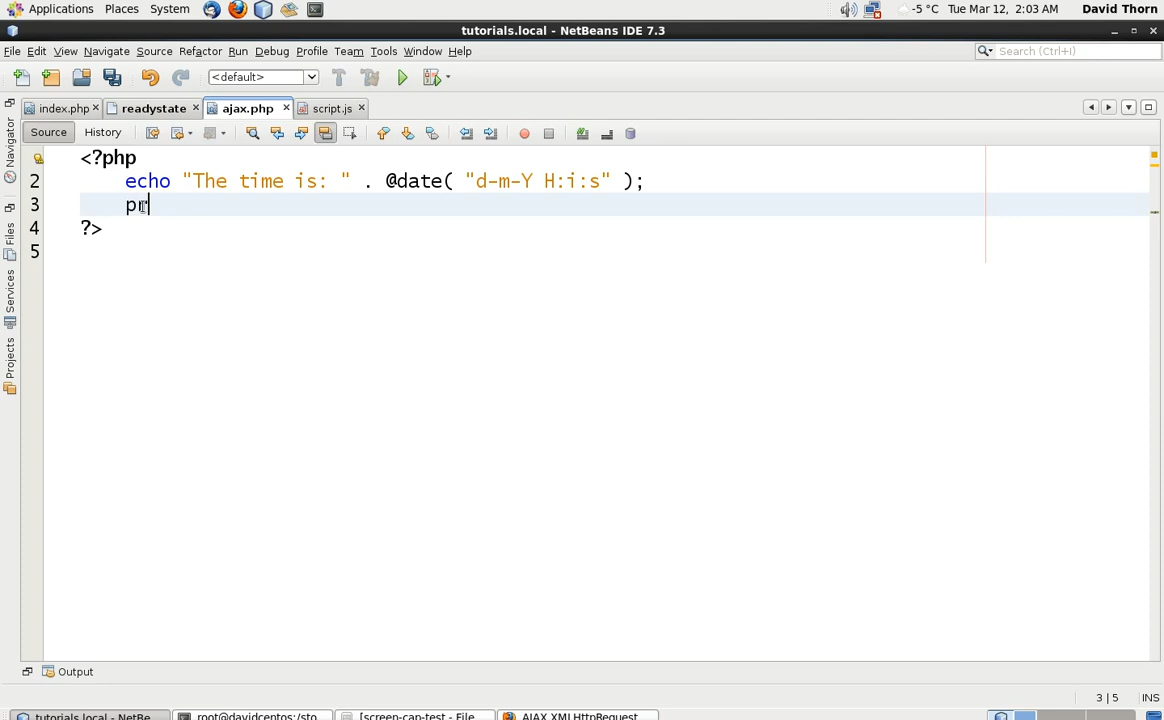 Applications Places System -5 °C Tue Mar 12, 2:03 AM David Thorn
tutorials.local - NetBeans IDE 7.3
File Edit View Navigate Source Refactor Run Debug Profile Team Tools Window Help Search (Ctrl+I)
<default>
index.php readystate ajax.php script.js
Source History
Navigator
Files
Services
Projects
<?php
2 echo "The time is: " . @date( "d-m-Y H:i:s" );
3 pr
4 ?>
5
Output
3 | 5 INS
tutorials.local - NetBe... root@davidcentos:/sto... [screen-cap-test - File... AJAX XMLHttpRequest...